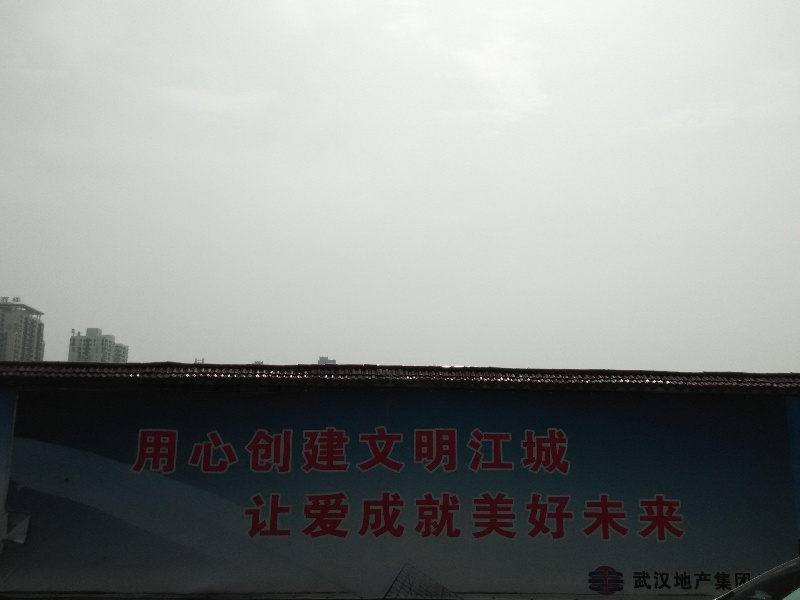 用心创建文明江城
让爱成就美好未来
武汉地产集团